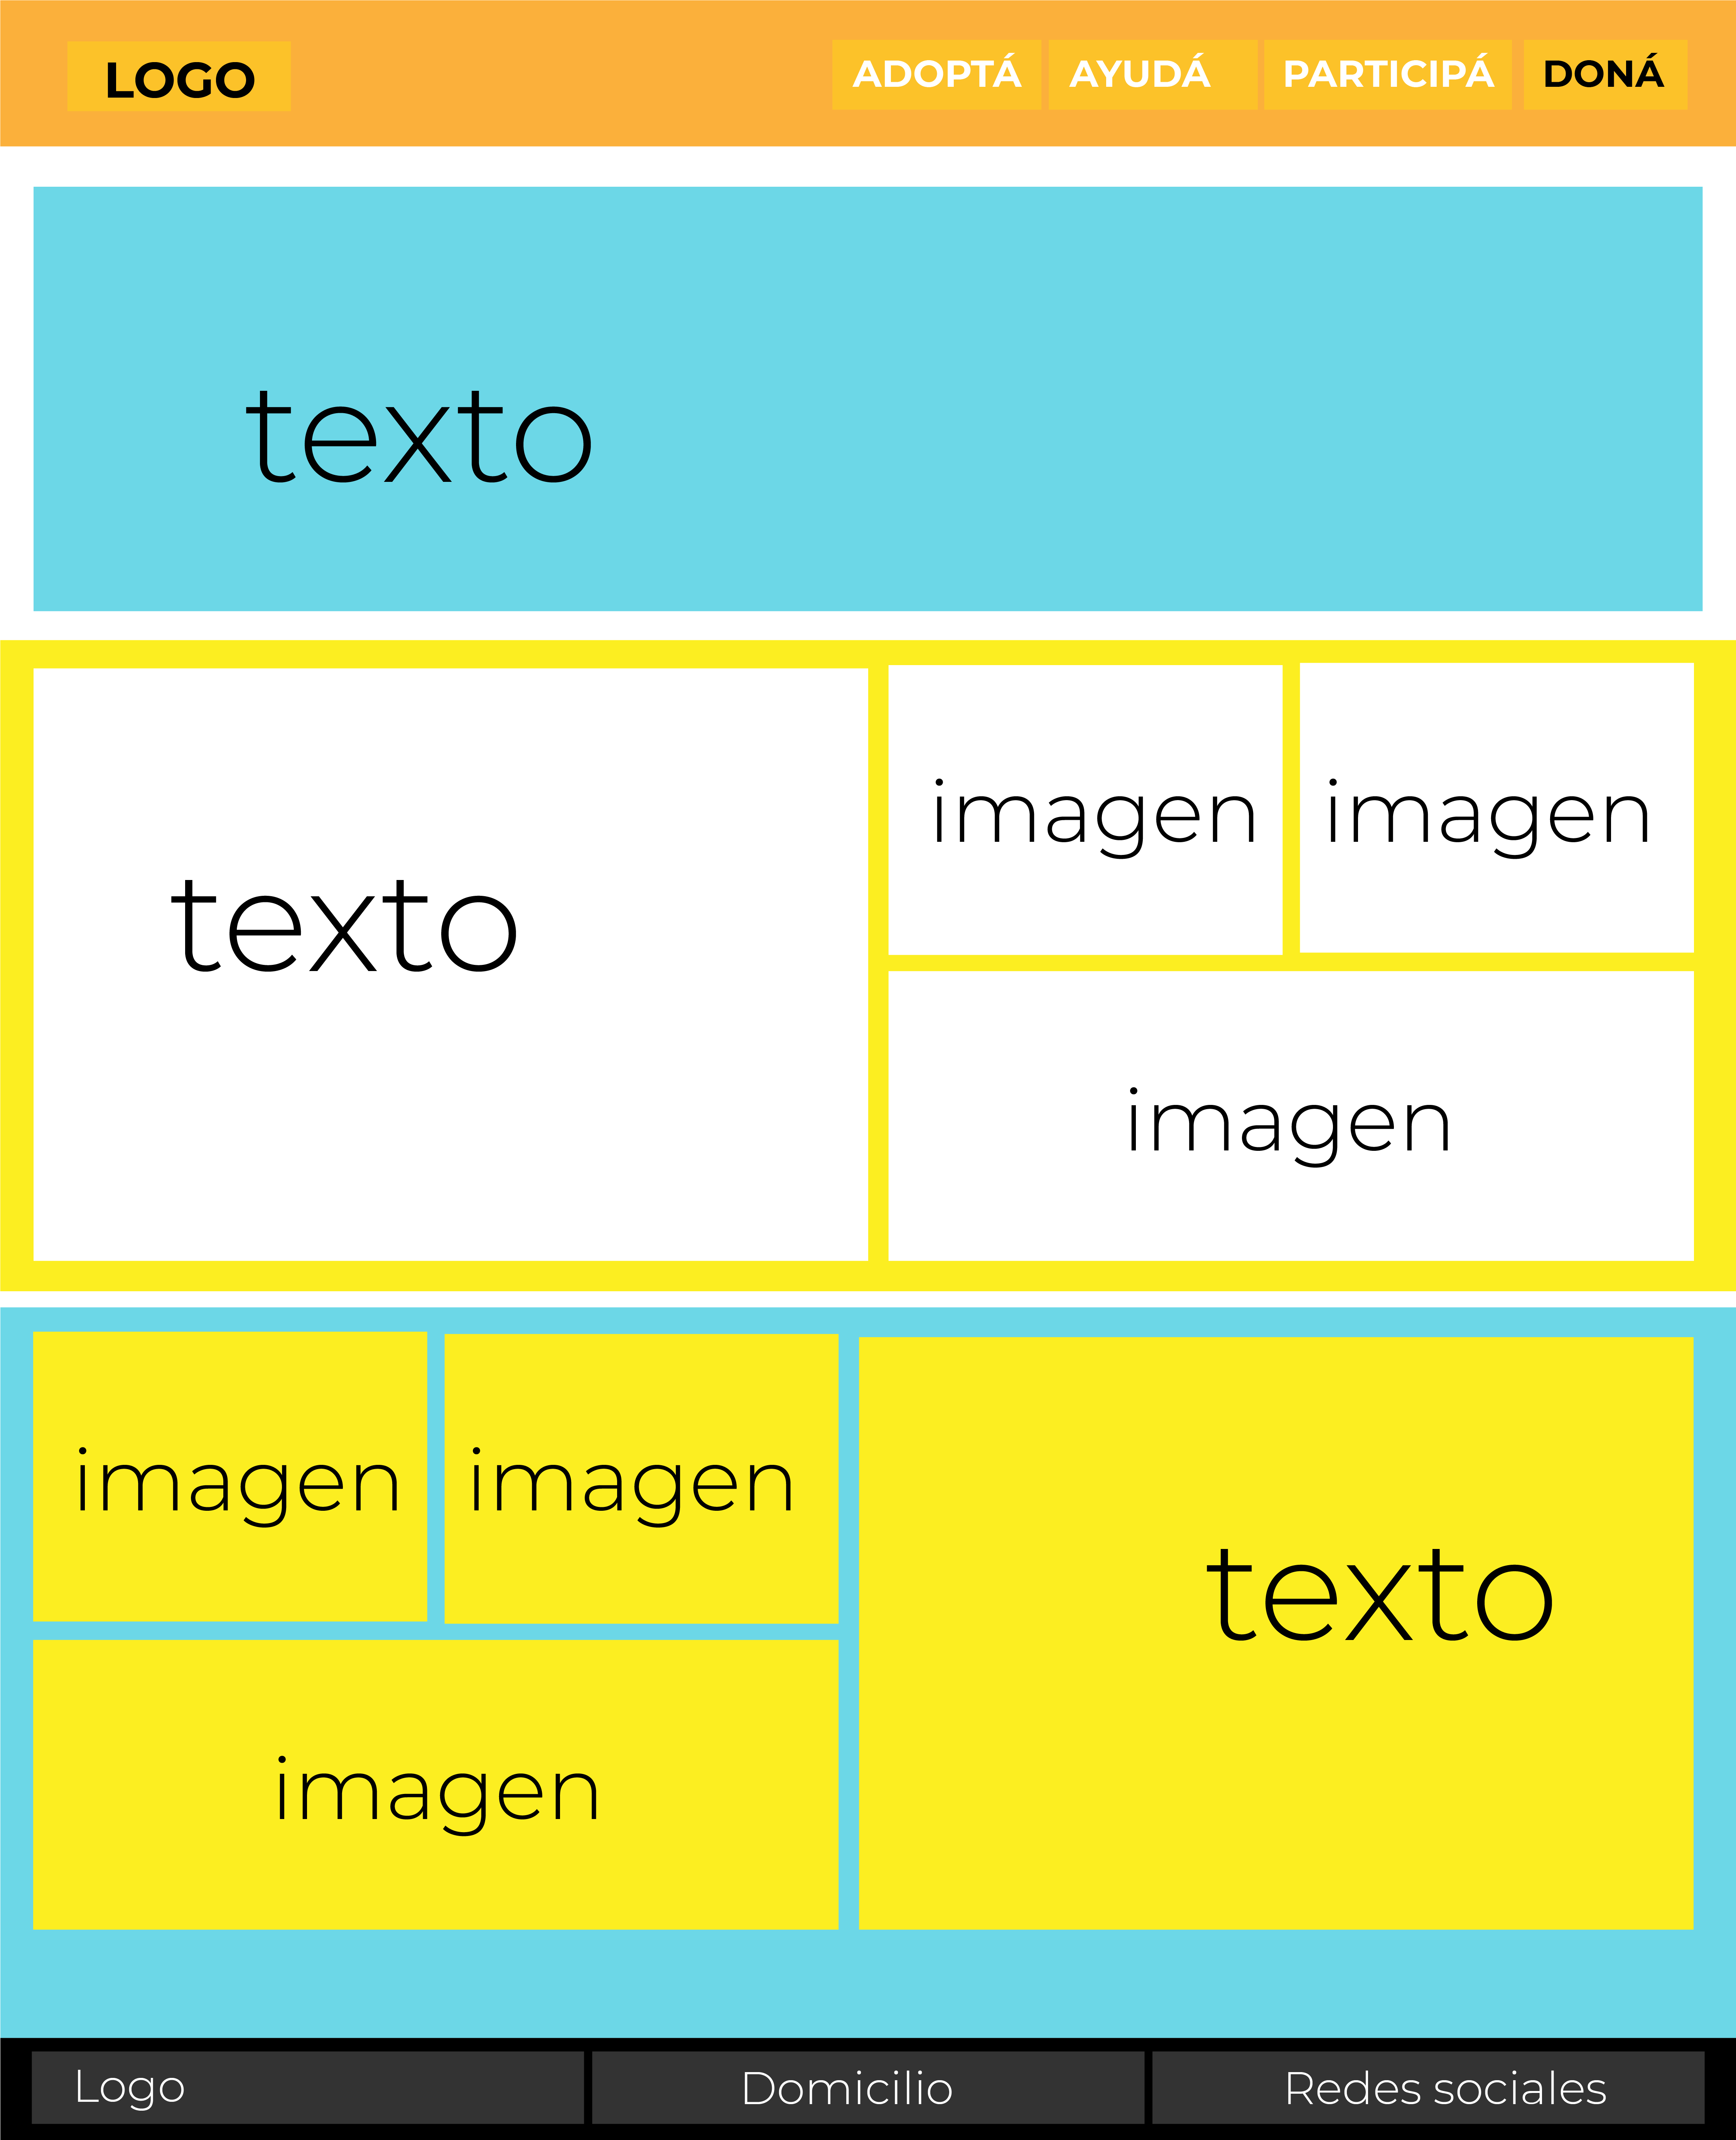 LOGO
ADOPTÁ
AYUDÁ
PARTICIPÁ
DONÁ
texto
texto
imagen
imagen
imagen
imagen
imagen
imagen
texto
Logo
Domicilio
Redes sociales